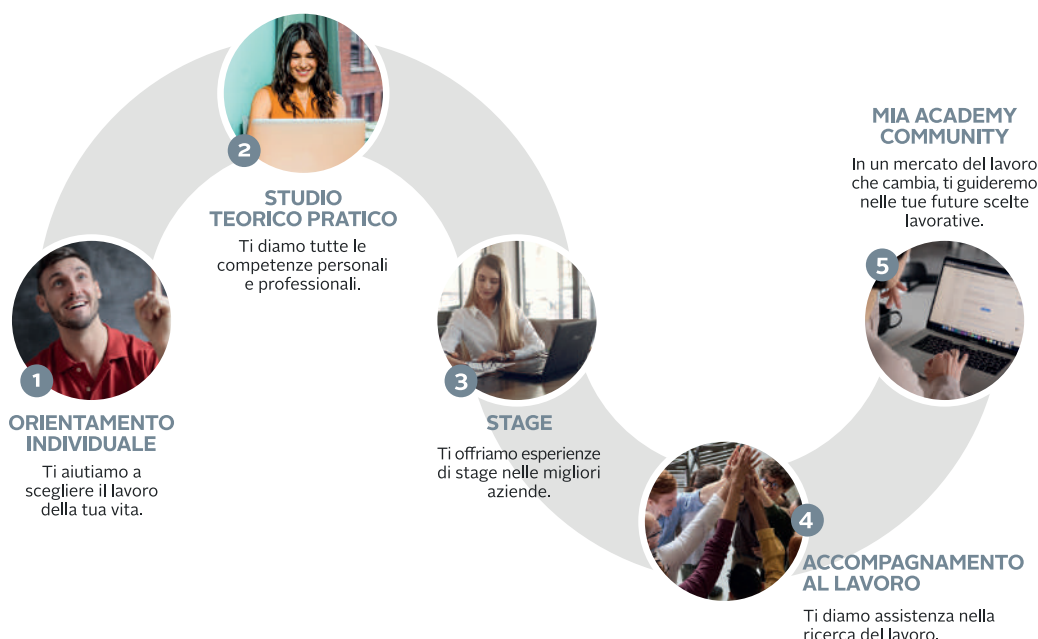 1
ORIENTAMENTO
INDIVIDUALE
Ti aiutiamo a
scegliere il lavoro
della tua vita.
2
STUDIO
TEORICO PRATICO
Ti diamo tutte le
competenze personali
e professionali.
3
STAGE
Ti offriamo esperienze
di stage nelle migliori
aziende.
4
ACCOMPAGNAMENTO
AL LAVORO
Ti diamo assistenza nella
ricerca del lavoro.
MIA ACADEMY
COMMUNITY
In un mercato del lavoro
che cambia, ti guideremo
nelle tue future scelte
lavorative.
5